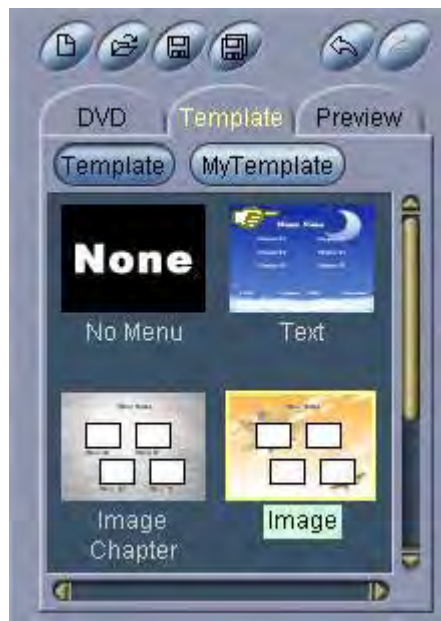 DVD Template Preview
Template MyTemplate
None
No Menu Text
Image
Chapter
Image